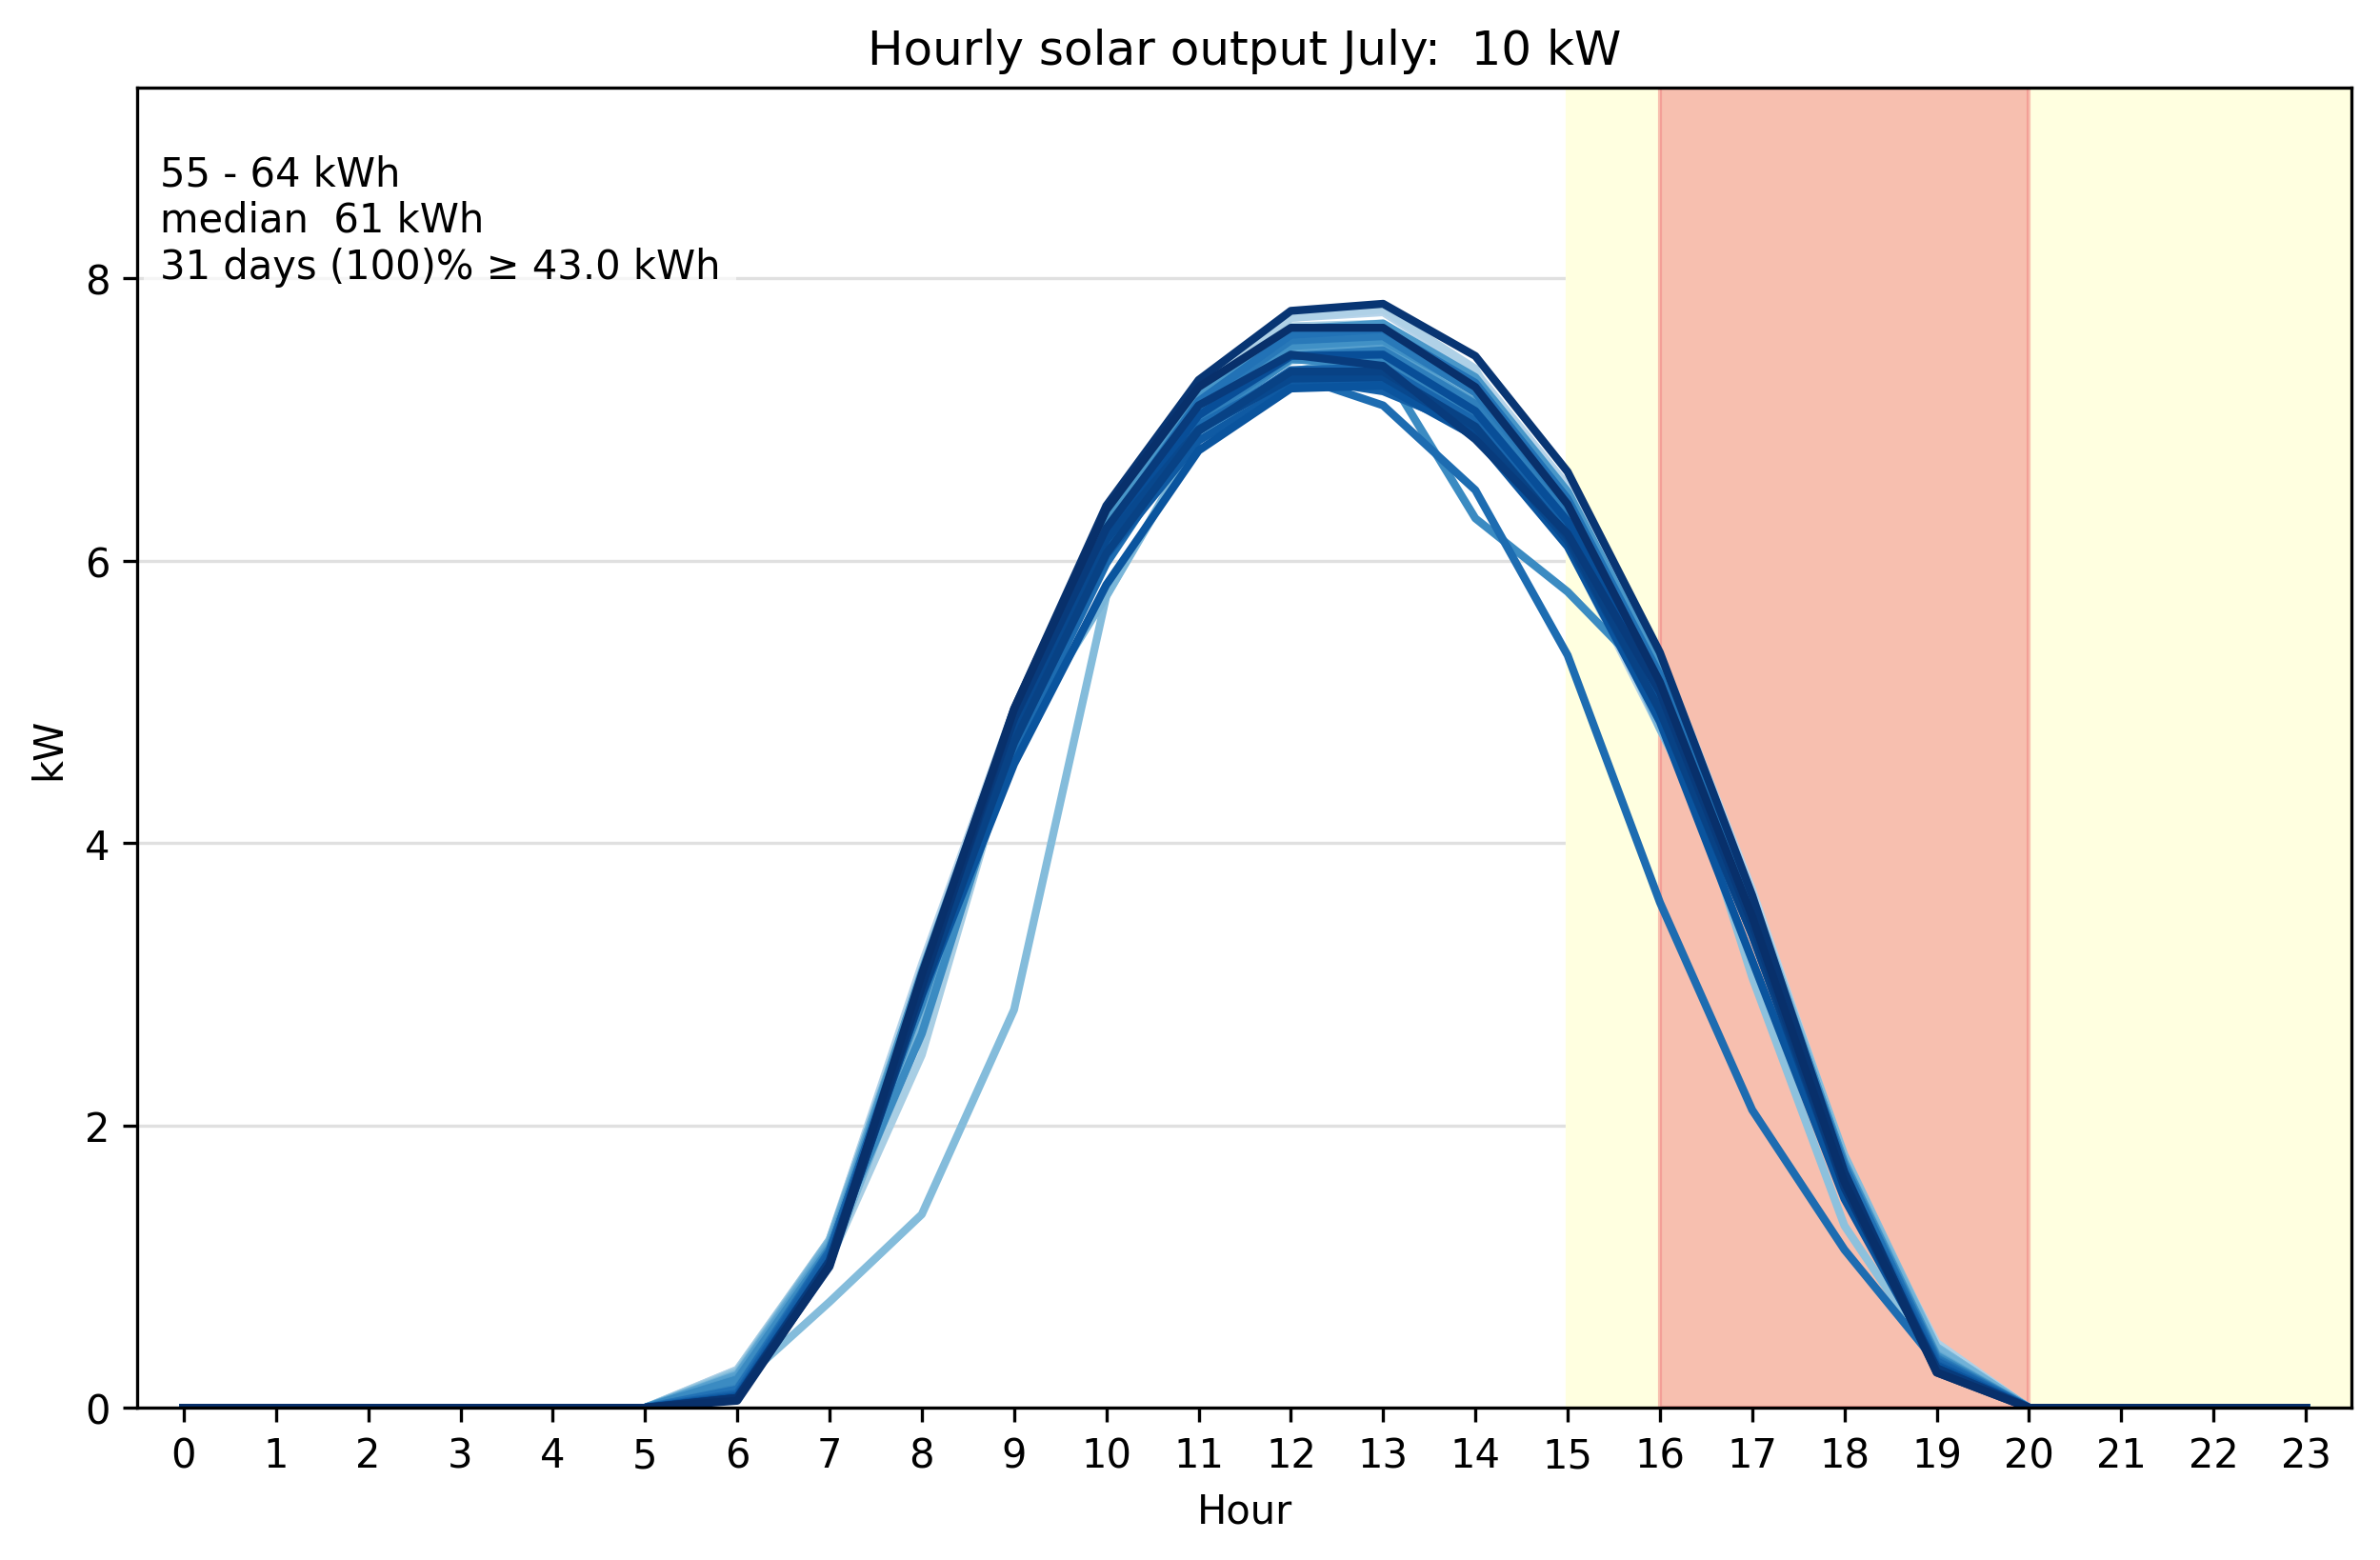 Hourly solar output July:  10 kW
55 - 64 kWh
median  61 kWh
31 days (100)% ≥ 43.0 kWh
8
6
4
2
0
kW
0 1 2 3 4 5 6 7 8 9 10 11 12 13 14 15 16 17 18 19 20 21 22 23
Hour